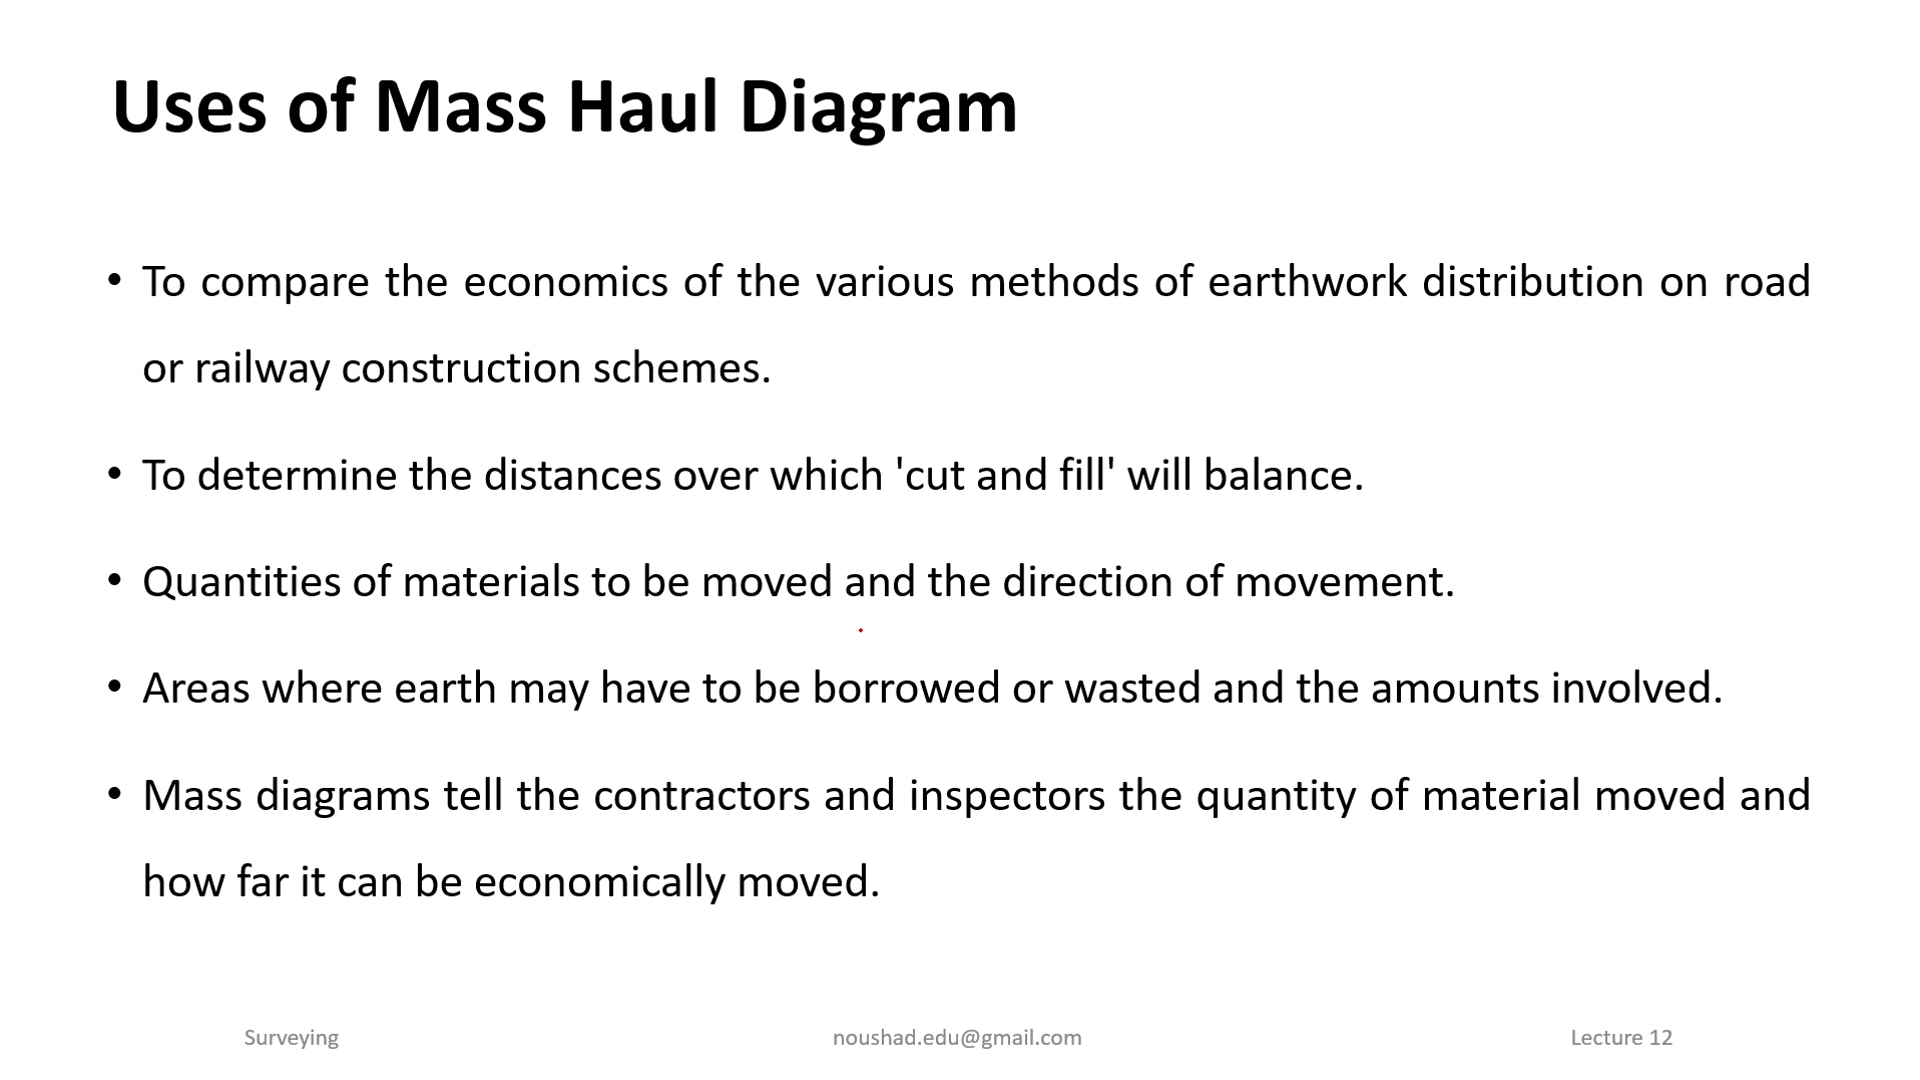 Uses of Mass Haul Diagram
• To compare the economics of the various methods of earthwork distribution on road
or railway construction schemes.
• To determine the distances over which 'cut and fill' will balance.
• Quantities of materials to be moved and the direction of movement.
• Areas where earth may have to be borrowed or wasted and the amounts involved.
• Mass diagrams tell the contractors and inspectors the quantity of material moved and
how far it can be economically moved.
Surveying
noushad.edu@gmail.com
Lecture 12